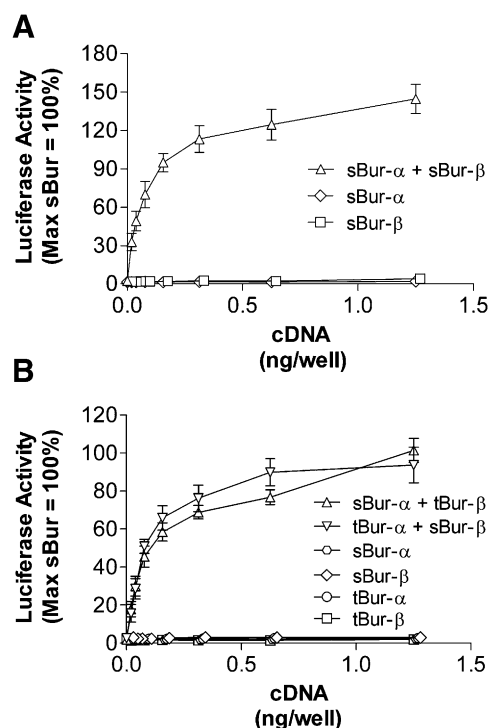 A
Luciferase Activity
(Max sBur = 100%)
180
150
120
90
60
30
0
sBur-α + sBur-β
sBur-α
sBur-β
0.0
0.5
1.0
1.5
cDNA
(ng/well)
B
Luciferase Activity
(Max sBur = 100%)
120
100
80
60
40
20
0
sBur-α + tBur-β
tBur-α + sBur-β
sBur-α
sBur-β
tBur-α
tBur-β
0.0
0.5
1.0
1.5
cDNA
(ng/well)